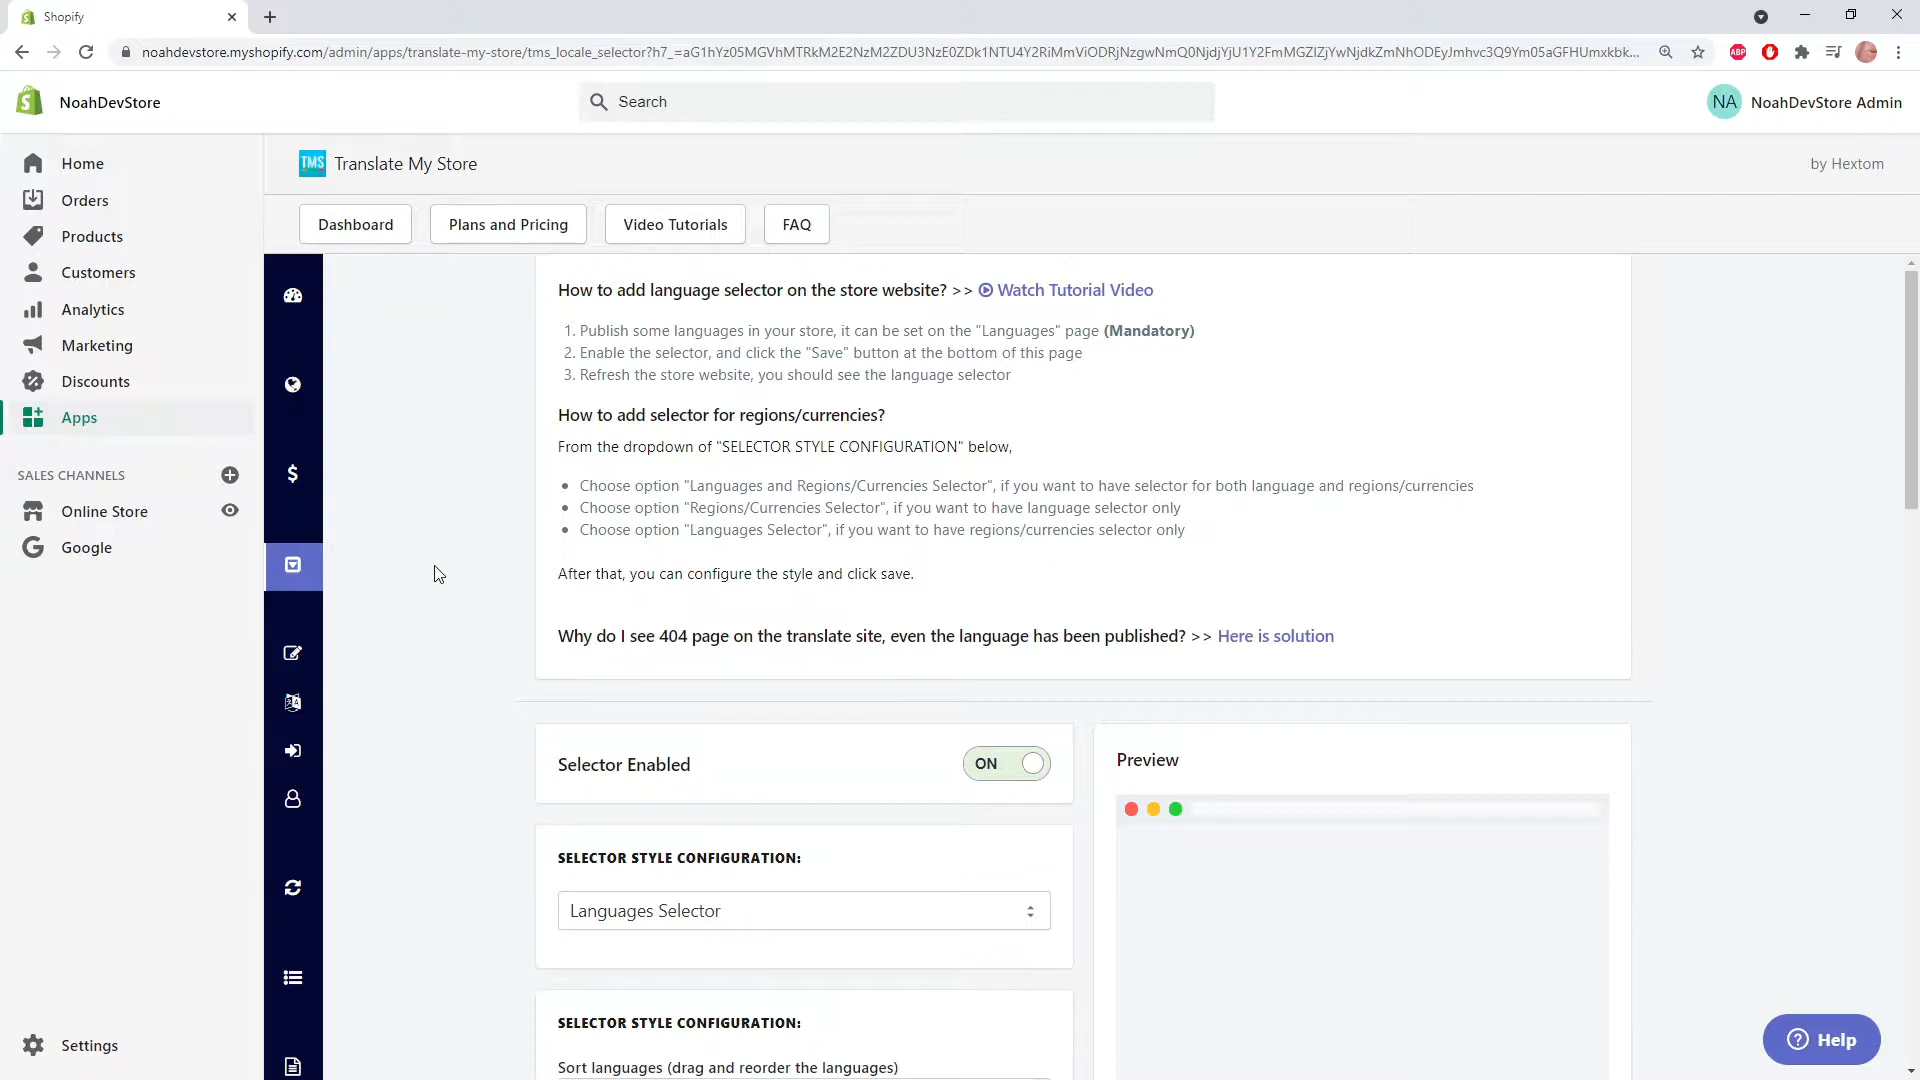 Shopify
noahdevstore.myshopify.com/admin/apps/translate-my-store/tms_locale_selector?h7_=
NoahDevStore
Search
NA NoahDevStore Admin
Home
Orders
Products
Customers
Analytics
Marketing
Discounts
Apps
SALES CHANNELS
Online Store
Google
Settings
TMS Translate My Store
by Hextom
Dashboard
Plans and Pricing
Video Tutorials
FAQ
How to add language selector on the store website? >> Watch Tutorial Video
1. Publish some languages in your store, it can be set on the "Languages" page (Mandatory)
2. Enable the selector, and click the "Save" button at the bottom of this page
3. Refresh the store website, you should see the language selector
How to add selector for regions/currencies?
From the dropdown of "SELECTOR STYLE CONFIGURATION" below,
• Choose option "Languages and Regions/Currencies Selector", if you want to have selector for both language and regions/currencies
• Choose option "Regions/Currencies Selector", if you want to have language selector only
• Choose option "Languages Selector", if you want to have regions/currencies selector only
After that, you can configure the style and click save.
Why do I see 404 page on the translate site, even the language has been published? >> Here is solution
Selector Enabled
ON
SELECTOR STYLE CONFIGURATION:
Languages Selector
SELECTOR STYLE CONFIGURATION:
Sort languages (drag and reorder the languages)
Preview
Help
ABP